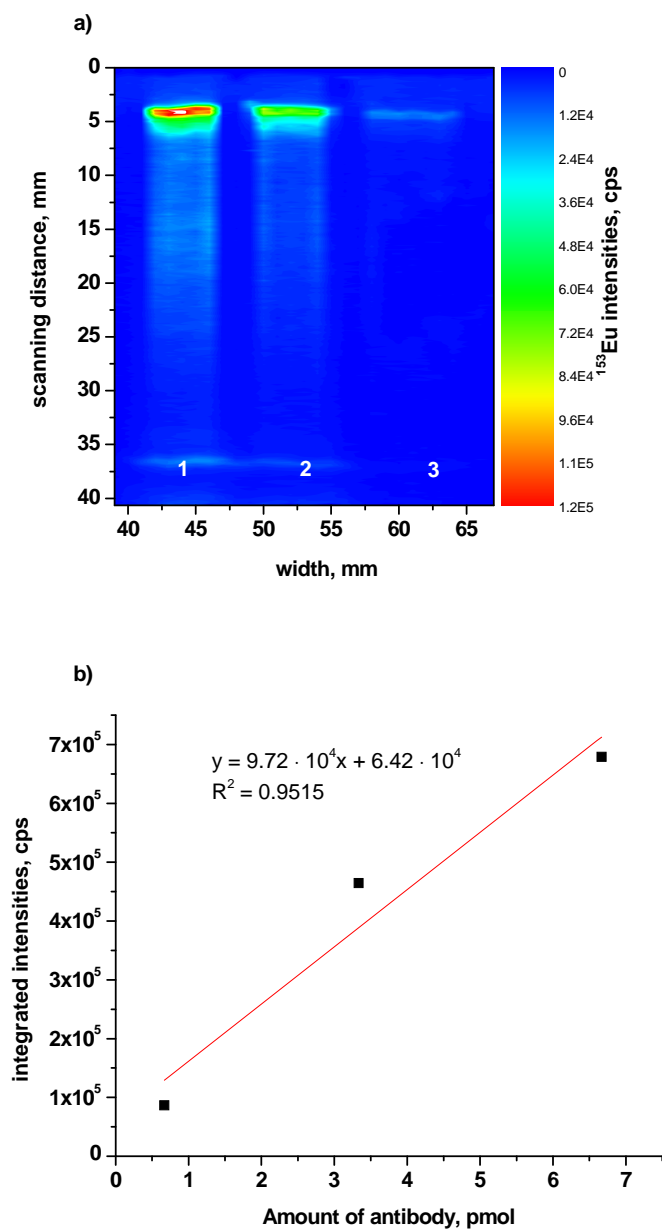 a)
0
5
10
15
20
25
30
35
40
scanning distance, mm
1 2 3
40 45 50 55 60 65
width, mm
0
1.2E4
2.4E4
3.6E4
4.8E4
6.0E4
7.2E4
8.4E4
9.6E4
1.1E5
1.2E5
¹⁵³Eu intensities, cps
b)
7x10⁵
6x10⁵
5x10⁵
4x10⁵
3x10⁵
2x10⁵
1x10⁵
0
integrated intensities, cps
y = 9.72 · 10⁴x + 6.42 · 10⁴
R² = 0.9515
0 1 2 3 4 5 6 7
Amount of antibody, pmol